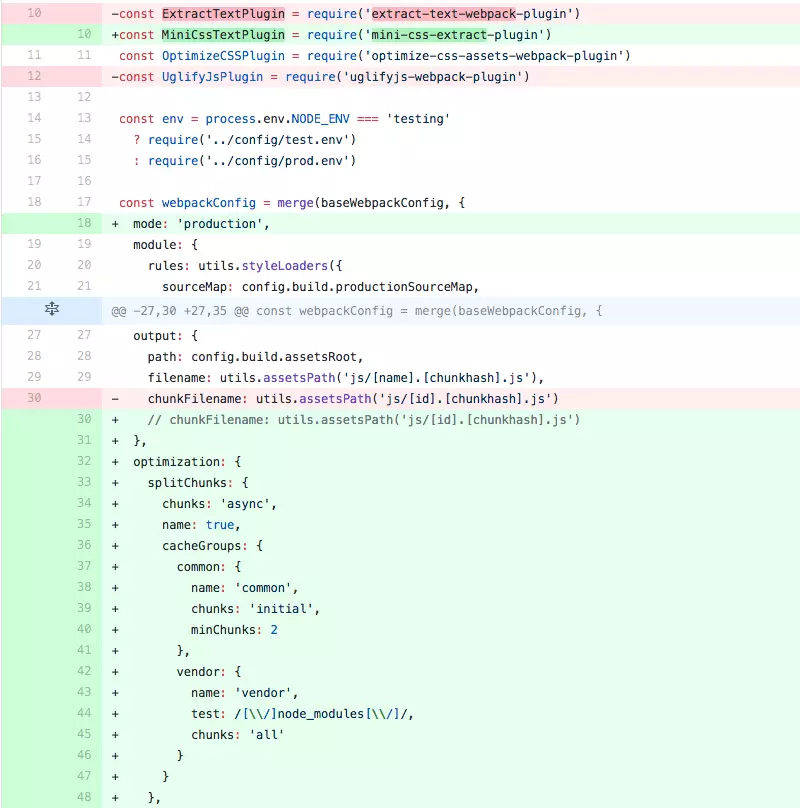 10 -const ExtractTextPlugin = require('extract-text-webpack-plugin')
10 +const MiniCssTextPlugin = require('mini-css-extract-plugin')
11 11 const OptimizeCSSPlugin = require('optimize-css-assets-webpack-plugin')
12 -const UglifyJsPlugin = require('uglifyjs-webpack-plugin')
13 12
14 13 const env = process.env.NODE_ENV === 'testing'
15 14 ? require('../config/test.env')
16 15 : require('../config/prod.env')
17 16
18 17 const webpackConfig = merge(baseWebpackConfig, {
18 + mode: 'production',
19 19 module: {
20 20 rules: utils.styleLoaders({
21 21 sourceMap: config.build.productionSourceMap,
@@ -27,30 +27,35 @@ const webpackConfig = merge(baseWebpackConfig, {
27 27 output: {
28 28 path: config.build.assetsRoot,
29 29 filename: utils.assetsPath('js/[name].[chunkhash].js'),
30 - chunkFilename: utils.assetsPath('js/[id].[chunkhash].js')
30 + // chunkFilename: utils.assetsPath('js/[id].[chunkhash].js')
31 + },
32 + optimization: {
33 + splitChunks: {
34 + chunks: 'async',
35 + name: true,
36 + cacheGroups: {
37 + common: {
38 + name: 'common',
39 + chunks: 'initial',
40 + minChunks: 2
41 + },
42 + vendor: {
43 + name: 'vendor',
44 + test: /[\\/]node_modules[\\/]/,
45 + chunks: 'all'
46 + }
47 + }
48 + },